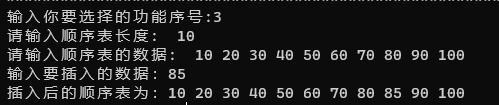 输入你要选择的功能序号:3
请输入顺序表长度: 10
请输入顺序表的数据: 10 20 30 40 50 60 70 80 90 100
输入要插入的数据: 85
插入后的顺序表为: 10 20 30 40 50 60 70 80 85 90 100